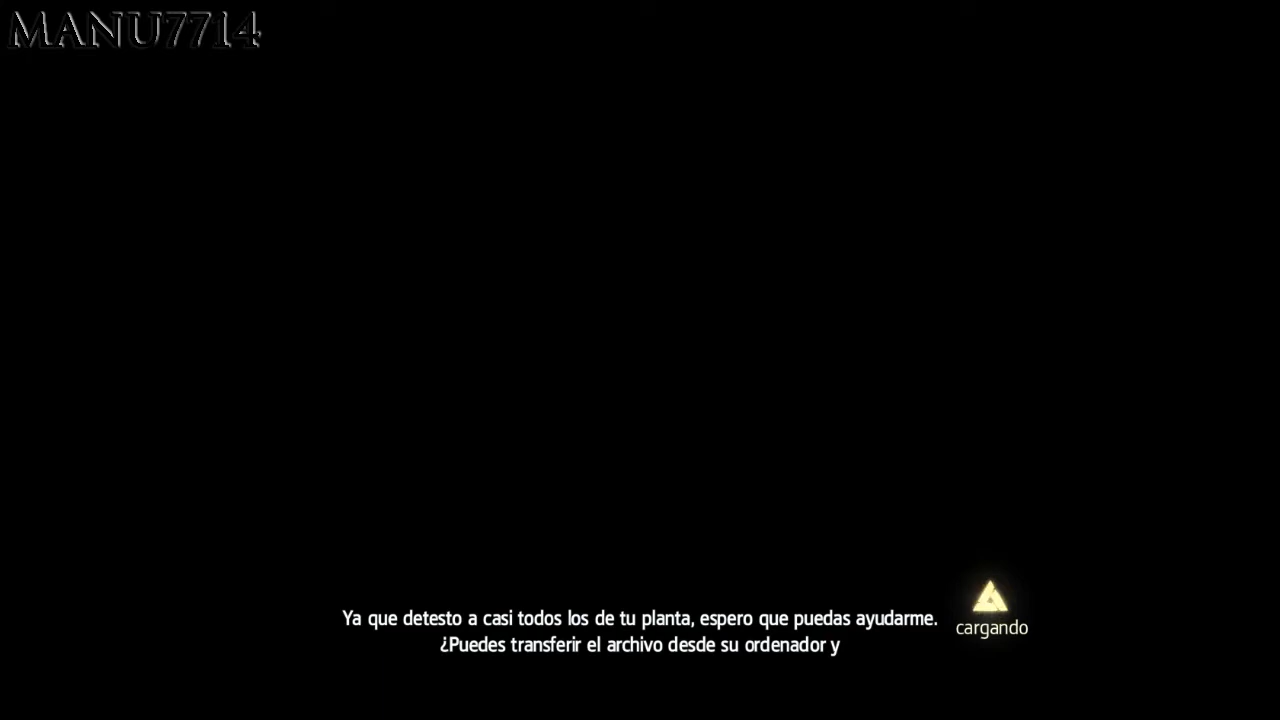 MANU7714
Ya que detesto a casi todos los de tu planta, espero que puedas ayudarme.
¿Puedes transferir el archivo desde su ordenador y
cargando